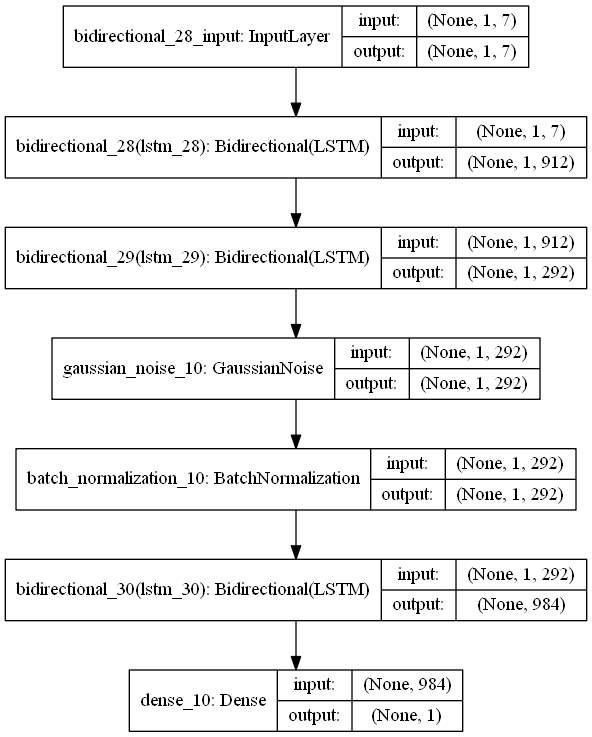 bidirectional_28_input: InputLayer
input: (None, 1, 7)
output: (None, 1, 7)
bidirectional_28(lstm_28): Bidirectional(LSTM)
input: (None, 1, 7)
output: (None, 1, 912)
bidirectional_29(lstm_29): Bidirectional(LSTM)
input: (None, 1, 912)
output: (None, 1, 292)
gaussian_noise_10: GaussianNoise
input: (None, 1, 292)
output: (None, 1, 292)
batch_normalization_10: BatchNormalization
input: (None, 1, 292)
output: (None, 1, 292)
bidirectional_30(lstm_30): Bidirectional(LSTM)
input: (None, 1, 292)
output: (None, 984)
dense_10: Dense
input: (None, 984)
output: (None, 1)